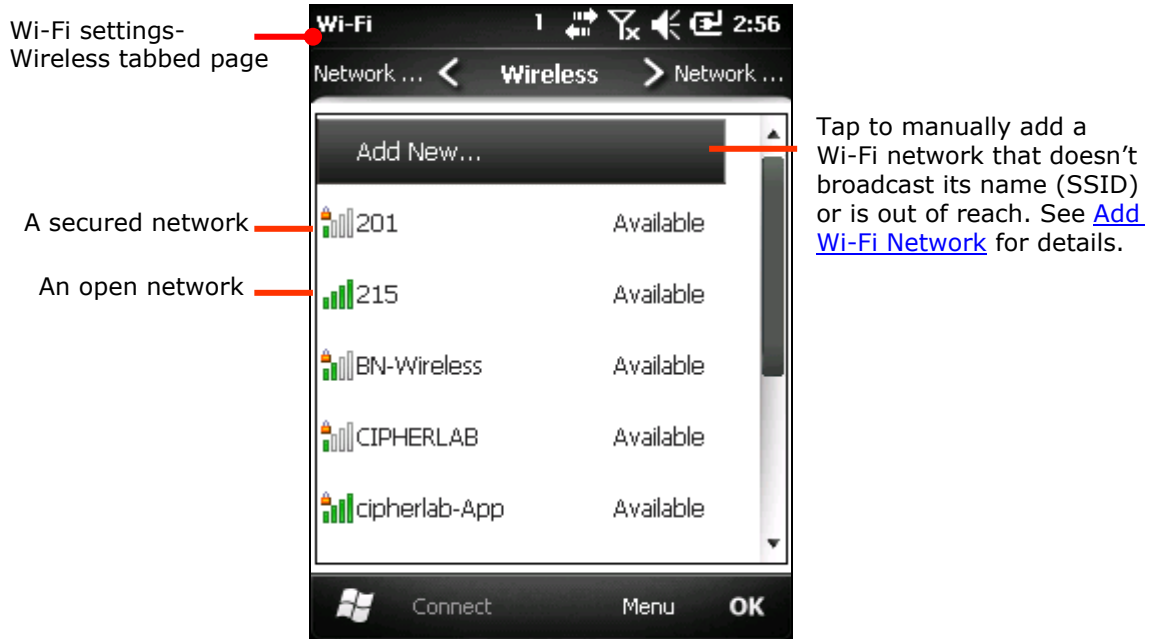 Wi-Fi settings-
Wireless tabbed page
Wi-Fi 1 2:56
Network ... Wireless Network ...
Add New...
Tap to manually add a
Wi-Fi network that doesn’t
broadcast its name (SSID)
or is out of reach. See Add
Wi-Fi Network for details.
A secured network
201 Available
An open network
215 Available
BN-Wireless Available
CIPHERLAB Available
cipherlab-App Available
Connect Menu OK